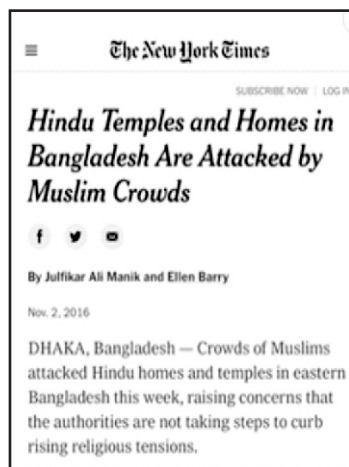 The New York Times
SUBSCRIBE NOW | LOG IN
Hindu Temples and Homes in
Bangladesh Are Attacked by
Muslim Crowds
By Julfikar Ali Manik and Ellen Barry
Nov. 2, 2016
DHAKA, Bangladesh — Crowds of Muslims
attacked Hindu homes and temples in eastern
Bangladesh this week, raising concerns that
the authorities are not taking steps to curb
rising religious tensions.